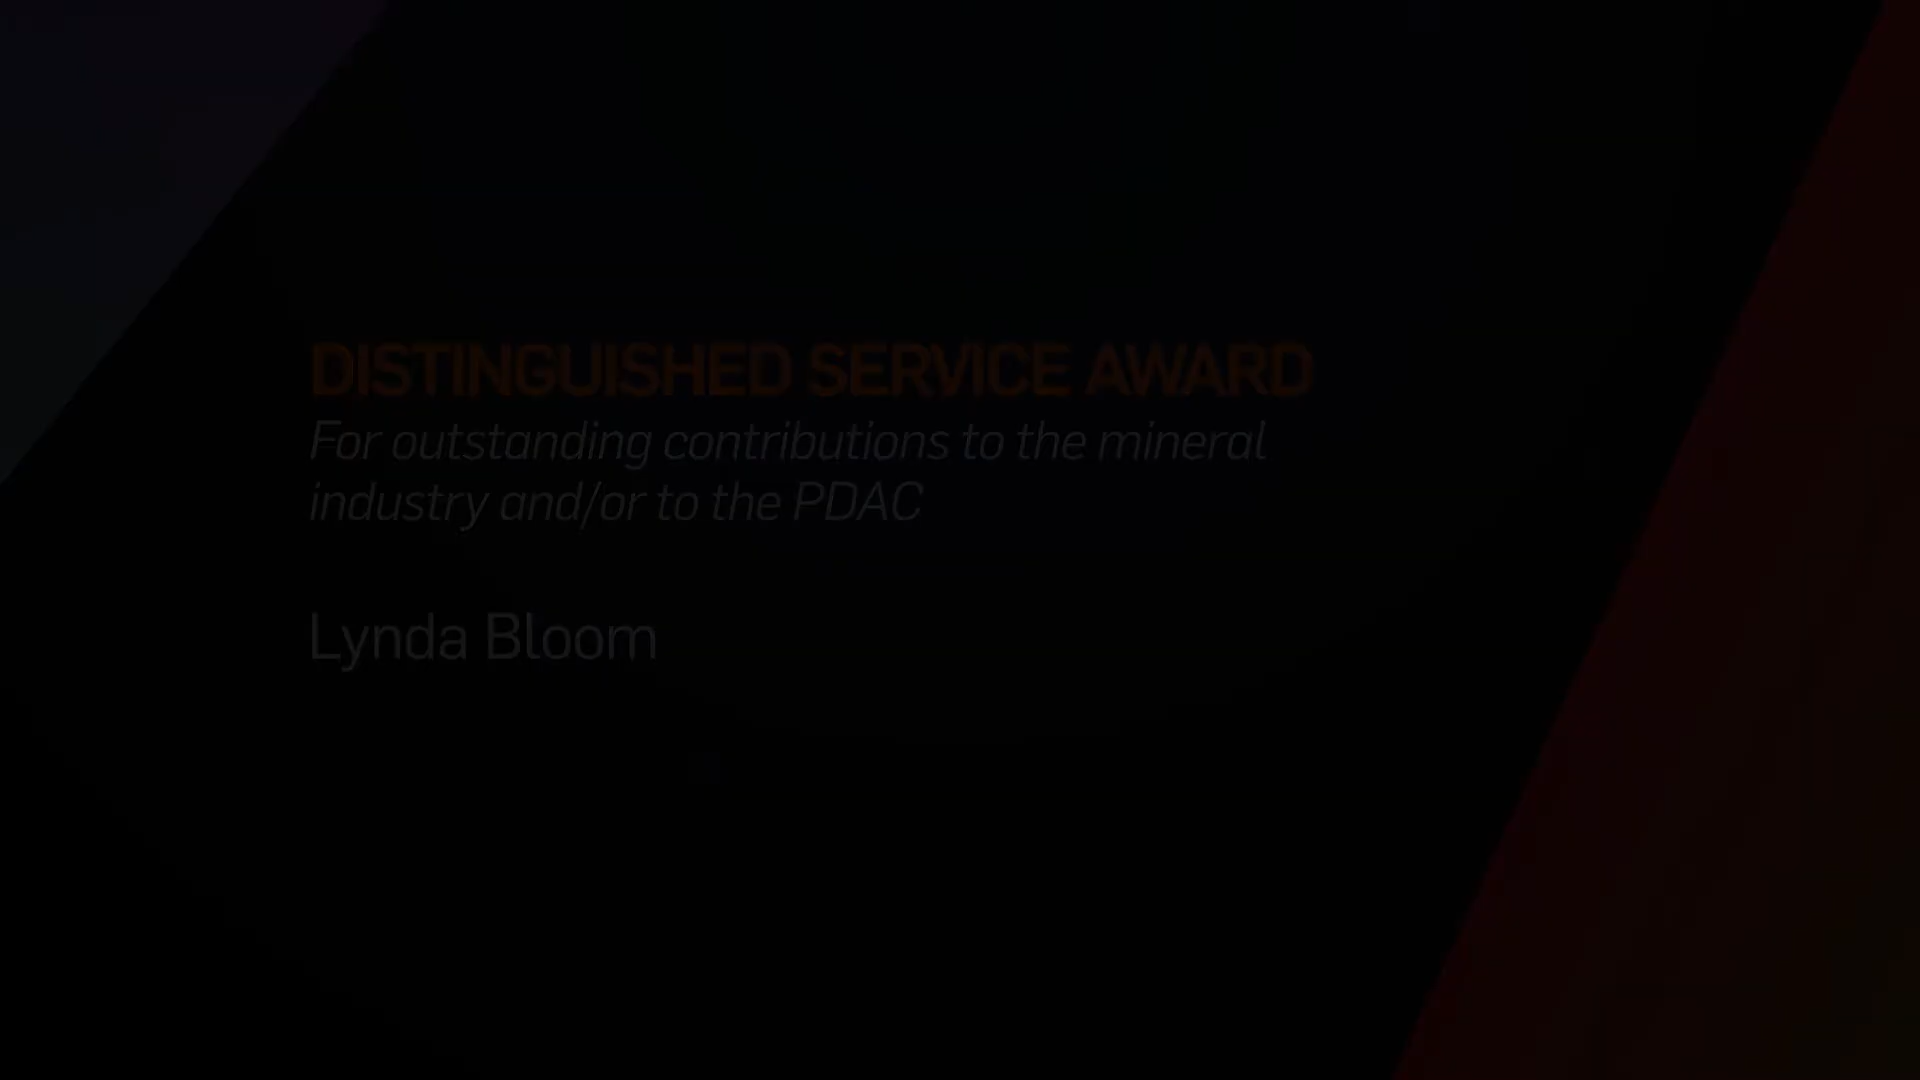 DISTINGUISHED SERVICE AWARD
For outstanding contributions to the mineral
industry and/or to the PDAC
Lynda Bloom